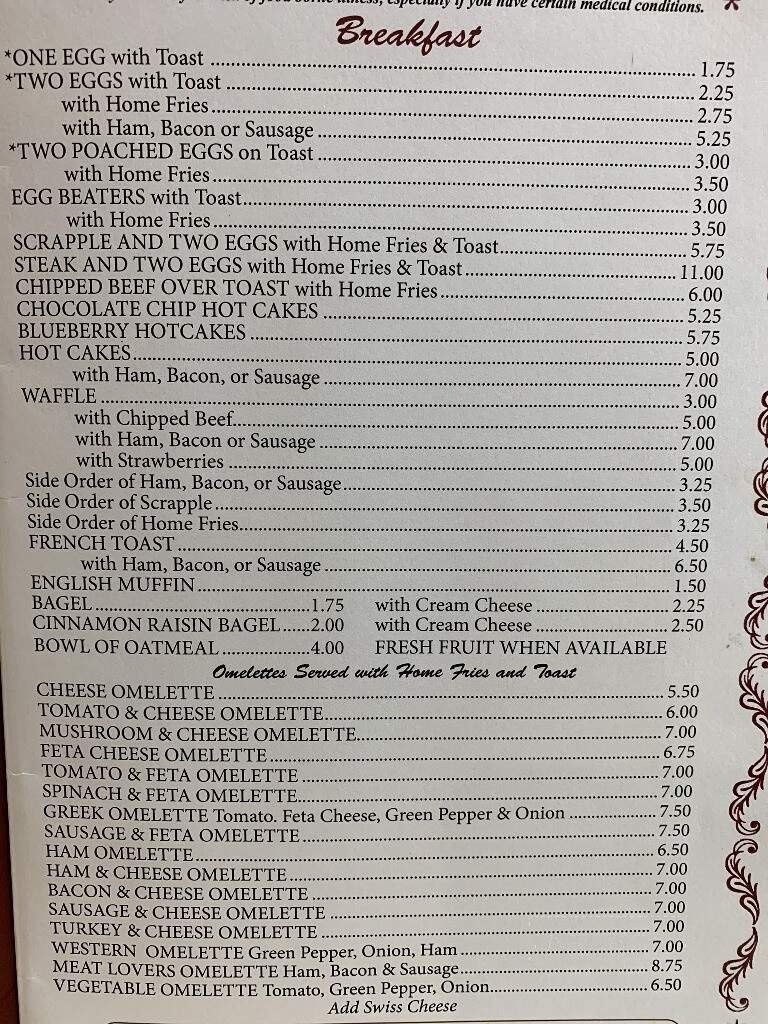 of food borne illness, especially if you have certain medical conditions.
Breakfast
*ONE EGG with Toast 1.75
*TWO EGGS with Toast 2.25
with Home Fries 2.75
with Ham, Bacon or Sausage 5.25
*TWO POACHED EGGS on Toast 3.00
with Home Fries 3.50
EGG BEATERS with Toast 3.00
with Home Fries 3.50
SCRAPPLE AND TWO EGGS with Home Fries & Toast 5.75
STEAK AND TWO EGGS with Home Fries & Toast 11.00
CHIPPED BEEF OVER TOAST with Home Fries 6.00
CHOCOLATE CHIP HOT CAKES 5.25
BLUEBERRY HOTCAKES 5.75
HOT CAKES 5.00
with Ham, Bacon, or Sausage 7.00
WAFFLE 3.00
with Chipped Beef 5.00
with Ham, Bacon or Sausage 7.00
with Strawberries 5.00
Side Order of Ham, Bacon, or Sausage 3.25
Side Order of Scrapple 3.50
Side Order of Home Fries 3.25
FRENCH TOAST 4.50
with Ham, Bacon, or Sausage 6.50
ENGLISH MUFFIN 1.50
BAGEL 1.75 with Cream Cheese 2.25
CINNAMON RAISIN BAGEL 2.00 with Cream Cheese 2.50
BOWL OF OATMEAL 4.00 FRESH FRUIT WHEN AVAILABLE
Omelettes Served with Home Fries and Toast
CHEESE OMELETTE 5.50
TOMATO & CHEESE OMELETTE 6.00
MUSHROOM & CHEESE OMELETTE 7.00
FETA CHEESE OMELETTE 6.75
TOMATO & FETA OMELETTE 7.00
SPINACH & FETA OMELETTE 7.00
GREEK OMELETTE Tomato. Feta Cheese, Green Pepper & Onion 7.50
SAUSAGE & FETA OMELETTE 7.50
HAM OMELETTE 6.50
HAM & CHEESE OMELETTE 7.00
BACON & CHEESE OMELETTE 7.00
SAUSAGE & CHEESE OMELETTE 7.00
TURKEY & CHEESE OMELETTE 7.00
WESTERN OMELETTE Green Pepper, Onion, Ham 7.00
MEAT LOVERS OMELETTE Ham, Bacon & Sausage 8.75
VEGETABLE OMELETTE Tomato, Green Pepper, Onion 6.50
Add Swiss Cheese